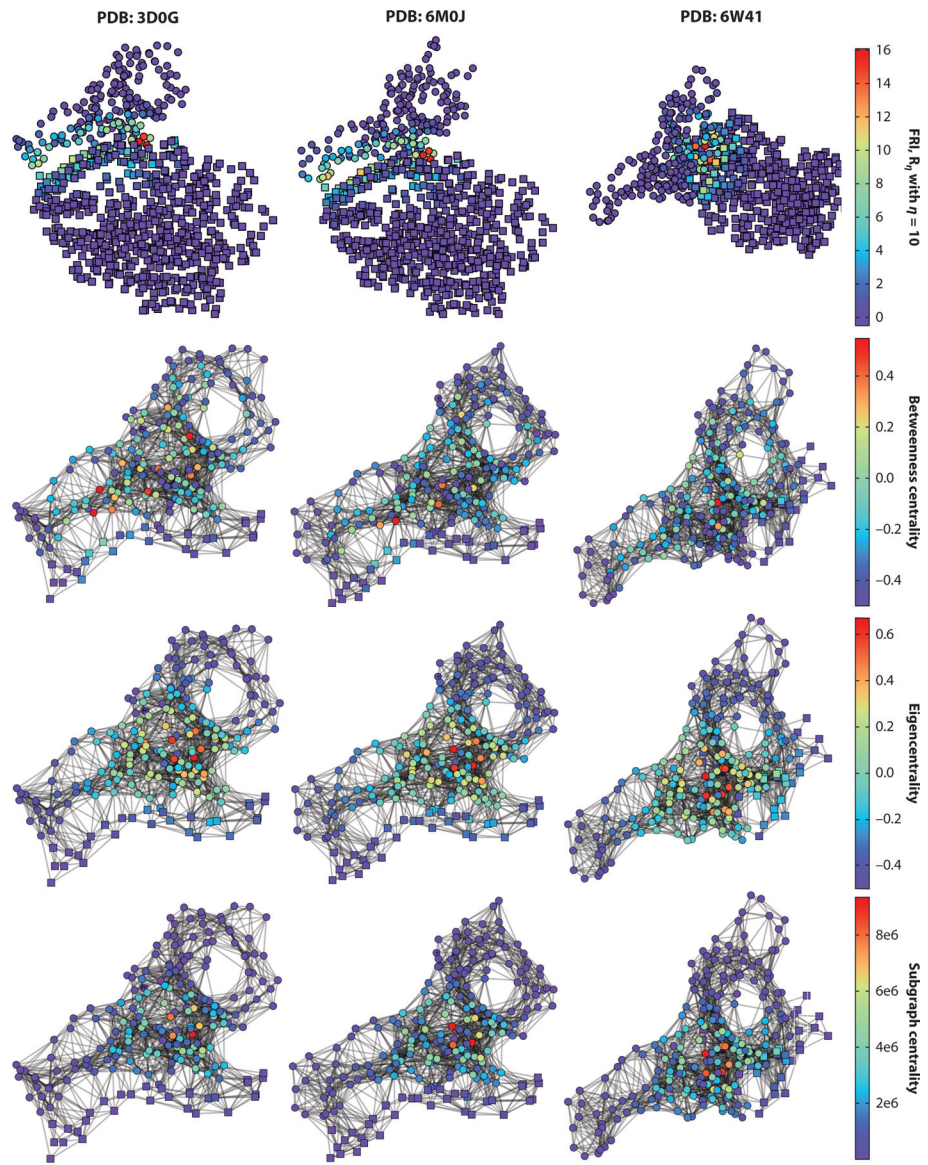 PDB: 3D0G
PDB: 6M0J
PDB: 6W41
16
14
12
10
8
6
4
2
0
FRI, Rη with η = 10
0.4
0.2
0.0
−0.2
−0.4
Betweenness centrality
0.6
0.4
0.2
0.0
−0.2
−0.4
Eigencentrality
8e6
6e6
4e6
2e6
Subgraph centrality